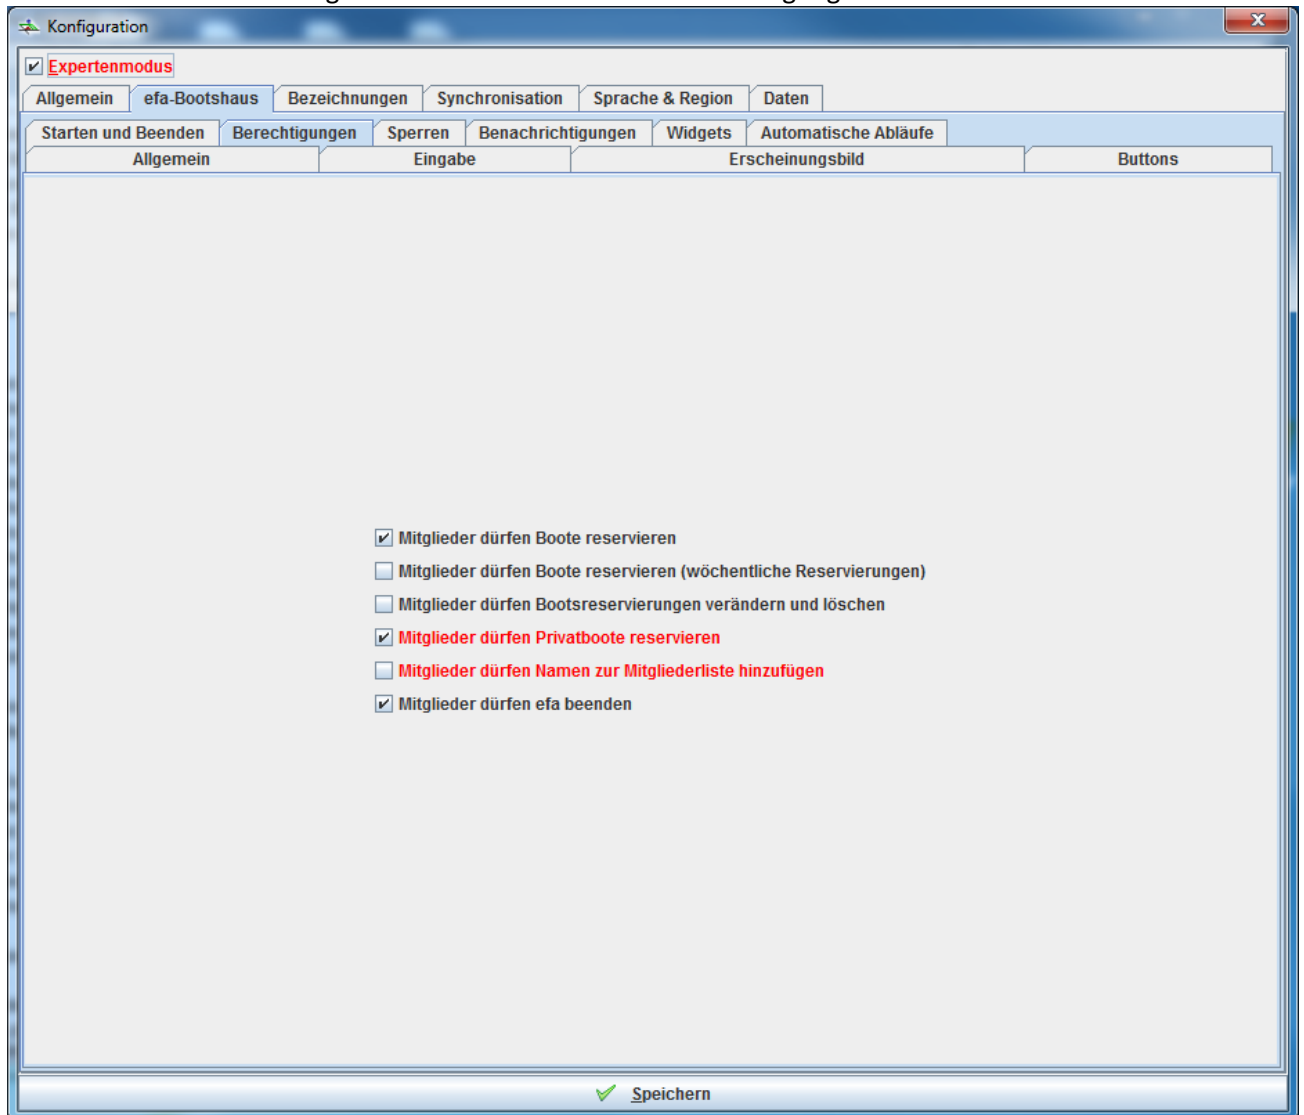 Konfiguration
Expertenmodus
Allgemein efa-Bootshaus Bezeichnungen Synchronisation Sprache & Region Daten
Starten und Beenden Berechtigungen Sperren Benachrichtigungen Widgets Automatische Abläufe
Allgemein Eingabe Erscheinungsbild Buttons
Mitglieder dürfen Boote reservieren
Mitglieder dürfen Boote reservieren (wöchentliche Reservierungen)
Mitglieder dürfen Bootsreservierungen verändern und löschen
Mitglieder dürfen Privatboote reservieren
Mitglieder dürfen Namen zur Mitgliederliste hinzufügen
Mitglieder dürfen efa beenden
Speichern